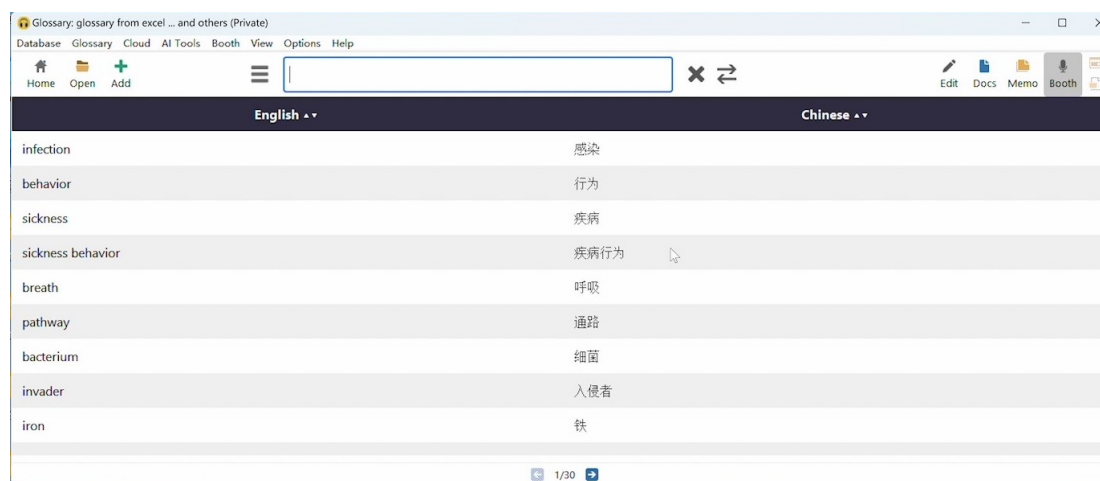 Glossary: glossary from excel ... and others (Private)
Database Glossary Cloud AI Tools Booth View Options Help
Home Open Add Edit Docs Memo Booth
English Chinese
infection 感染
behavior 行为
sickness 疾病
sickness behavior 疾病行为
breath 呼吸
pathway 通路
bacterium 细菌
invader 入侵者
iron 铁
1/30